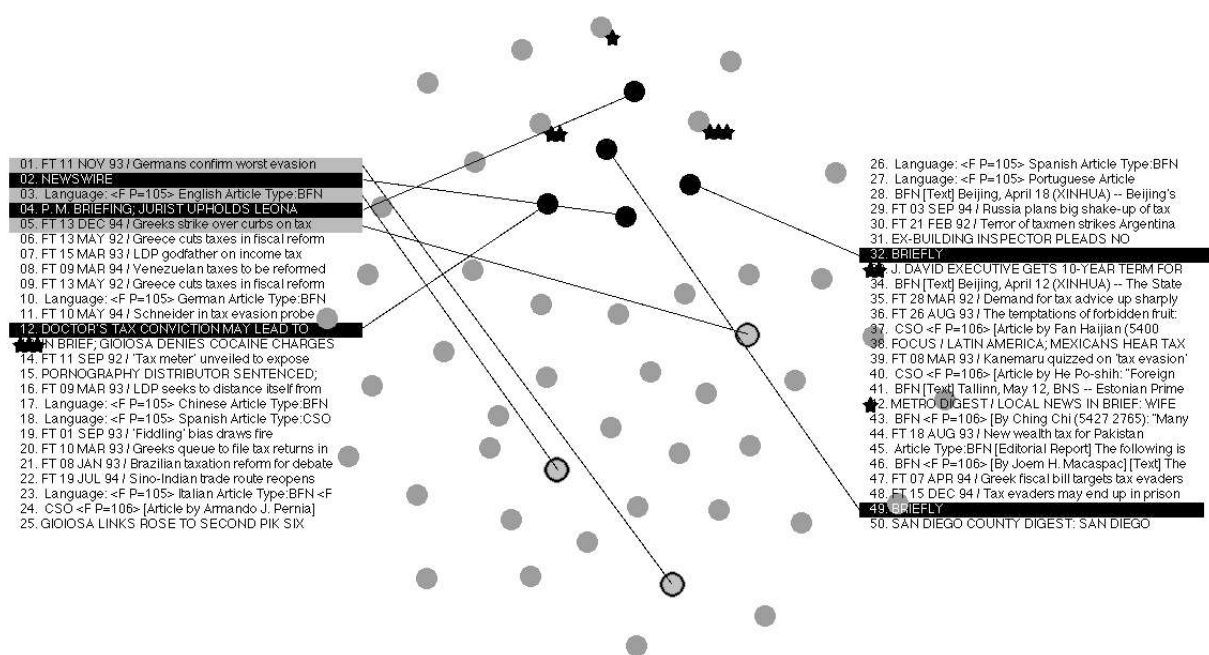 01. FT 11 NOV 93 / Germans confirm worst evasion
02. NEWSWIRE
03. Language: <F P=105> English Article Type:BFN
04. P. M. BRIEFING; JURIST UPHOLDS LEONA
05. FT 13 DEC 94 / Greeks strike over curbs on tax
06. FT 13 MAY 92 / Greece cuts taxes in fiscal reform
07. FT 15 MAR 93 / LDP godfather on income tax
08. FT 09 MAR 94 / Venezuelan taxes to be reformed
09. FT 13 MAY 92 / Greece cuts taxes in fiscal reform
10. Language: <F P=105> German Article Type:BFN
11. FT 10 MAY 94 / Schneider in tax evasion probe
12. DOCTOR'S TAX CONVICTION MAY LEAD TO
IN BRIEF; GIOIOSA DENIES COCAINE CHARGES
14. FT 11 SEP 92 / 'Tax meter' unveiled to expose
15. PORNOGRAPHY DISTRIBUTOR SENTENCED;
16. FT 09 MAR 93 / LDP seeks to distance itself from
17. Language: <F P=105> Chinese Article Type:BFN
18. Language: <F P=105> Spanish Article Type:CSO
19. FT 01 SEP 93 / 'Fiddling' bias draws fire
20. FT 10 MAR 93 / Greeks queue to file tax returns in
21. FT 08 JAN 93 / Brazilian taxation reform for debate
22. FT 19 JUL 94 / Sino-Indian trade route reopens
23. Language: <F P=105> Italian Article Type:BFN <F
24. CSO <F P=106> [Article by Armando J. Pernia]
25. GIOIOSA LINKS ROSE TO SECOND PIK SIX
26. Language: <F P=105> Spanish Article Type:BFN
27. Language: <F P=105> Portuguese Article
28. BFN [Text] Beijing, April 18 (XINHUA) -- Beijing's
29. FT 03 SEP 94 / Russia plans big shake-up of tax
30. FT 21 FEB 92 / Terror of taxmen strikes Argentina
31. EX-BUILDING INSPECTOR PLEADS NO
32. BRIEFLY
J. DAVID EXECUTIVE GETS 10-YEAR TERM FOR
34. BFN [Text] Beijing, April 12 (XINHUA) -- The State
35. FT 28 MAR 92 / Demand for tax advice up sharply
36. FT 26 AUG 93 / The temptations of forbidden fruit:
37. CSO <F P=106> [Article by Fan Haijian (5400
38. FOCUS / LATIN AMERICA; MEXICANS HEAR TAX
39. FT 08 MAR 93 / Kanemaru quizzed on 'tax evasion'
40. CSO <F P=106> [Article by He Po-shih: "Foreign
41. BFN [Text] Tallinn, May 12, BNS -- Estonian Prime
2. METRO DIGEST / LOCAL NEWS IN BRIEF: WIFE
43. BFN <F P=106> [By Ching Chi (5427 2765): "Many
44. FT 18 AUG 93 / New wealth tax for Pakistan
45. Article Type:BFN [Editorial Report] The following is
46. BFN <F P=106> [By Joem H. Macaspac] [Text] The
47. FT 07 APR 94 / Greek fiscal bill targets tax evaders
48. FT 15 DEC 94 / Tax evaders may end up in prison
49. BRIEFLY
50. SAN DIEGO COUNTY DIGEST: SAN DIEGO